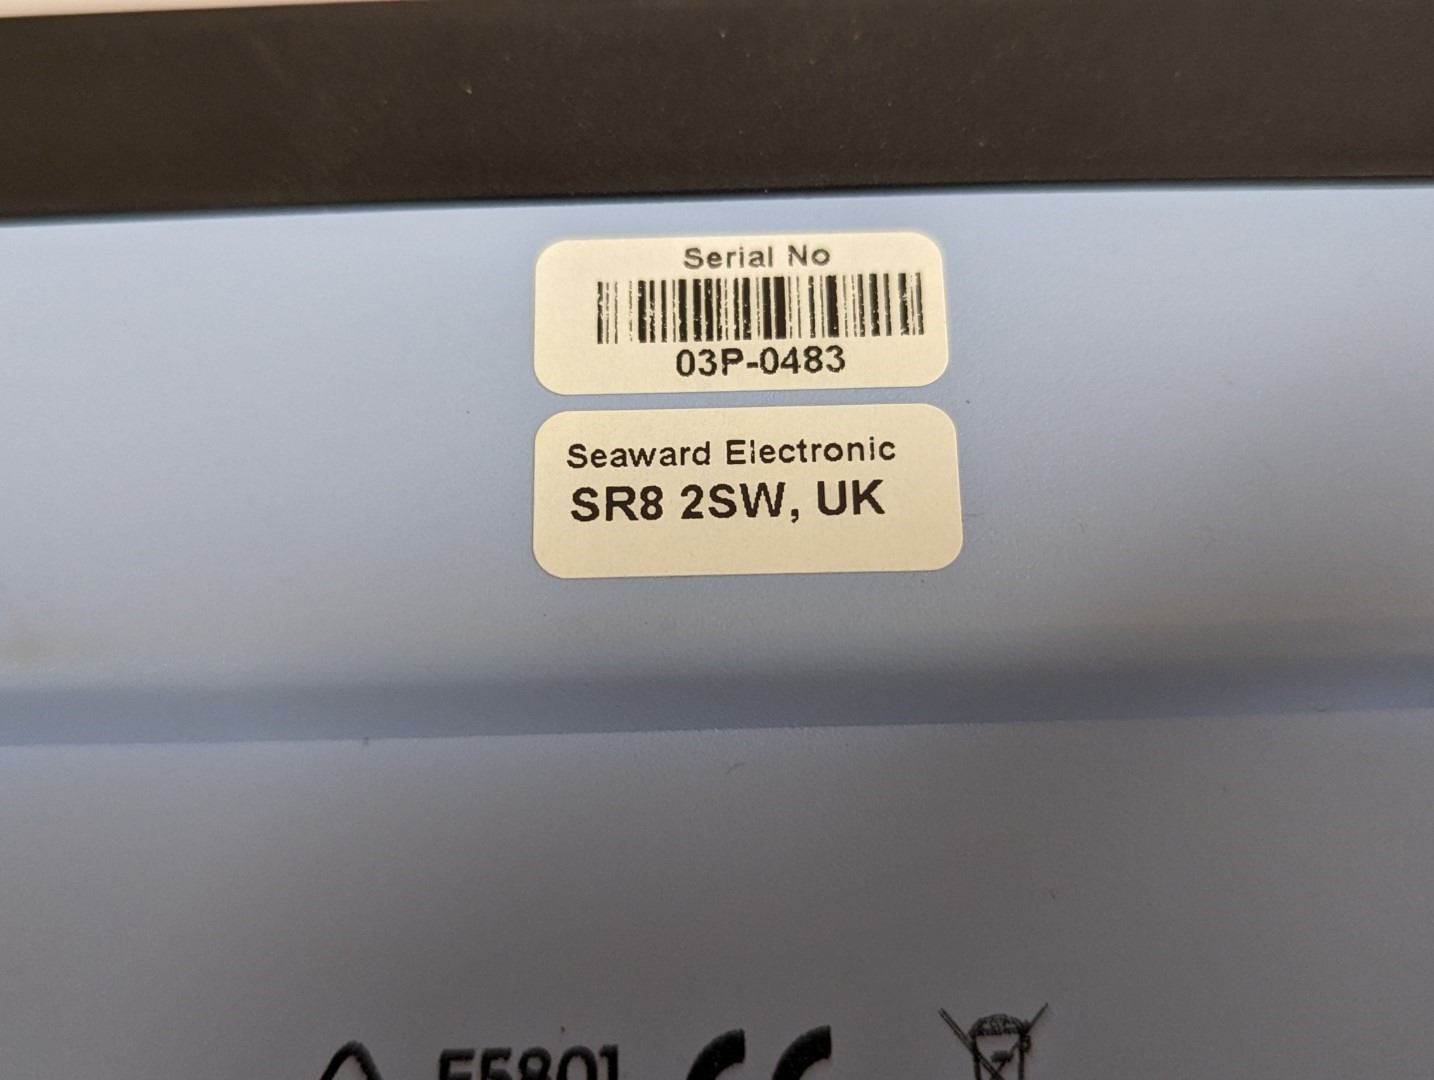 Serial No
03P-0483
Seaward Electronic
SR8 2SW, UK